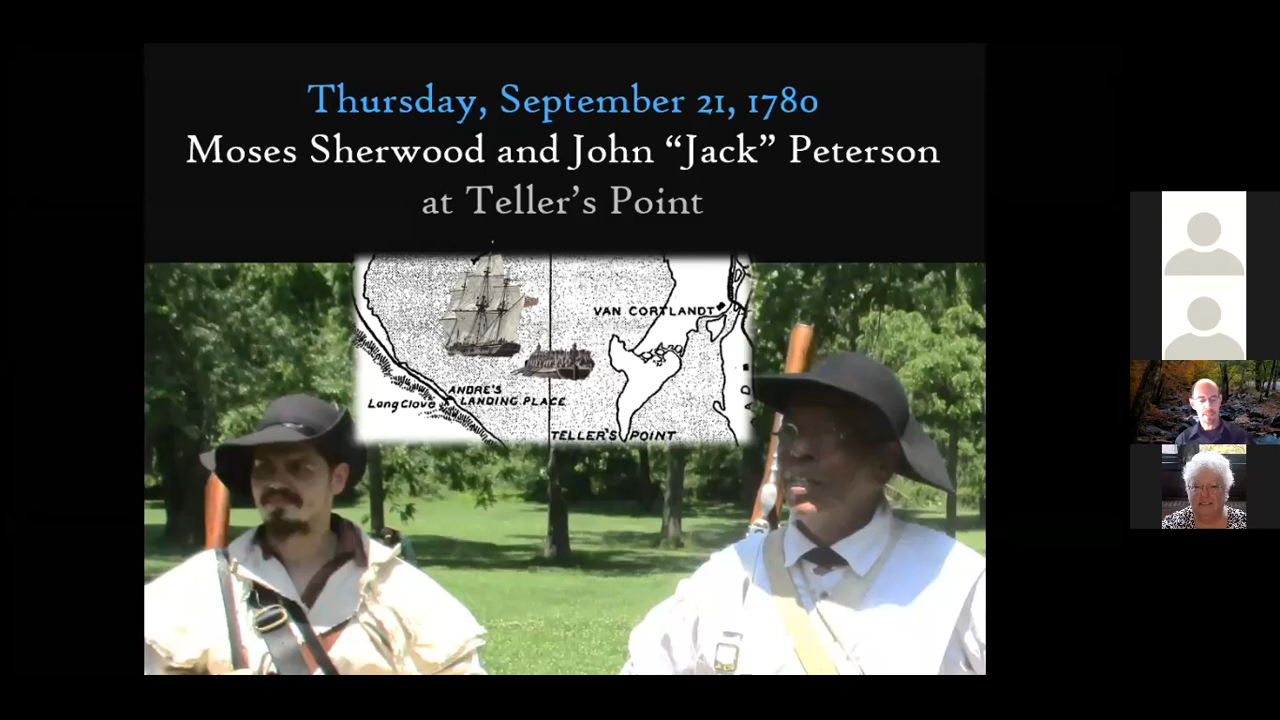 Thursday, September 21, 1780
Moses Sherwood and John “Jack” Peterson
at Teller’s Point
VAN CORTLANDT
ANDRE'S
LANDING PLACE
Long Clove
TELLER'S POINT